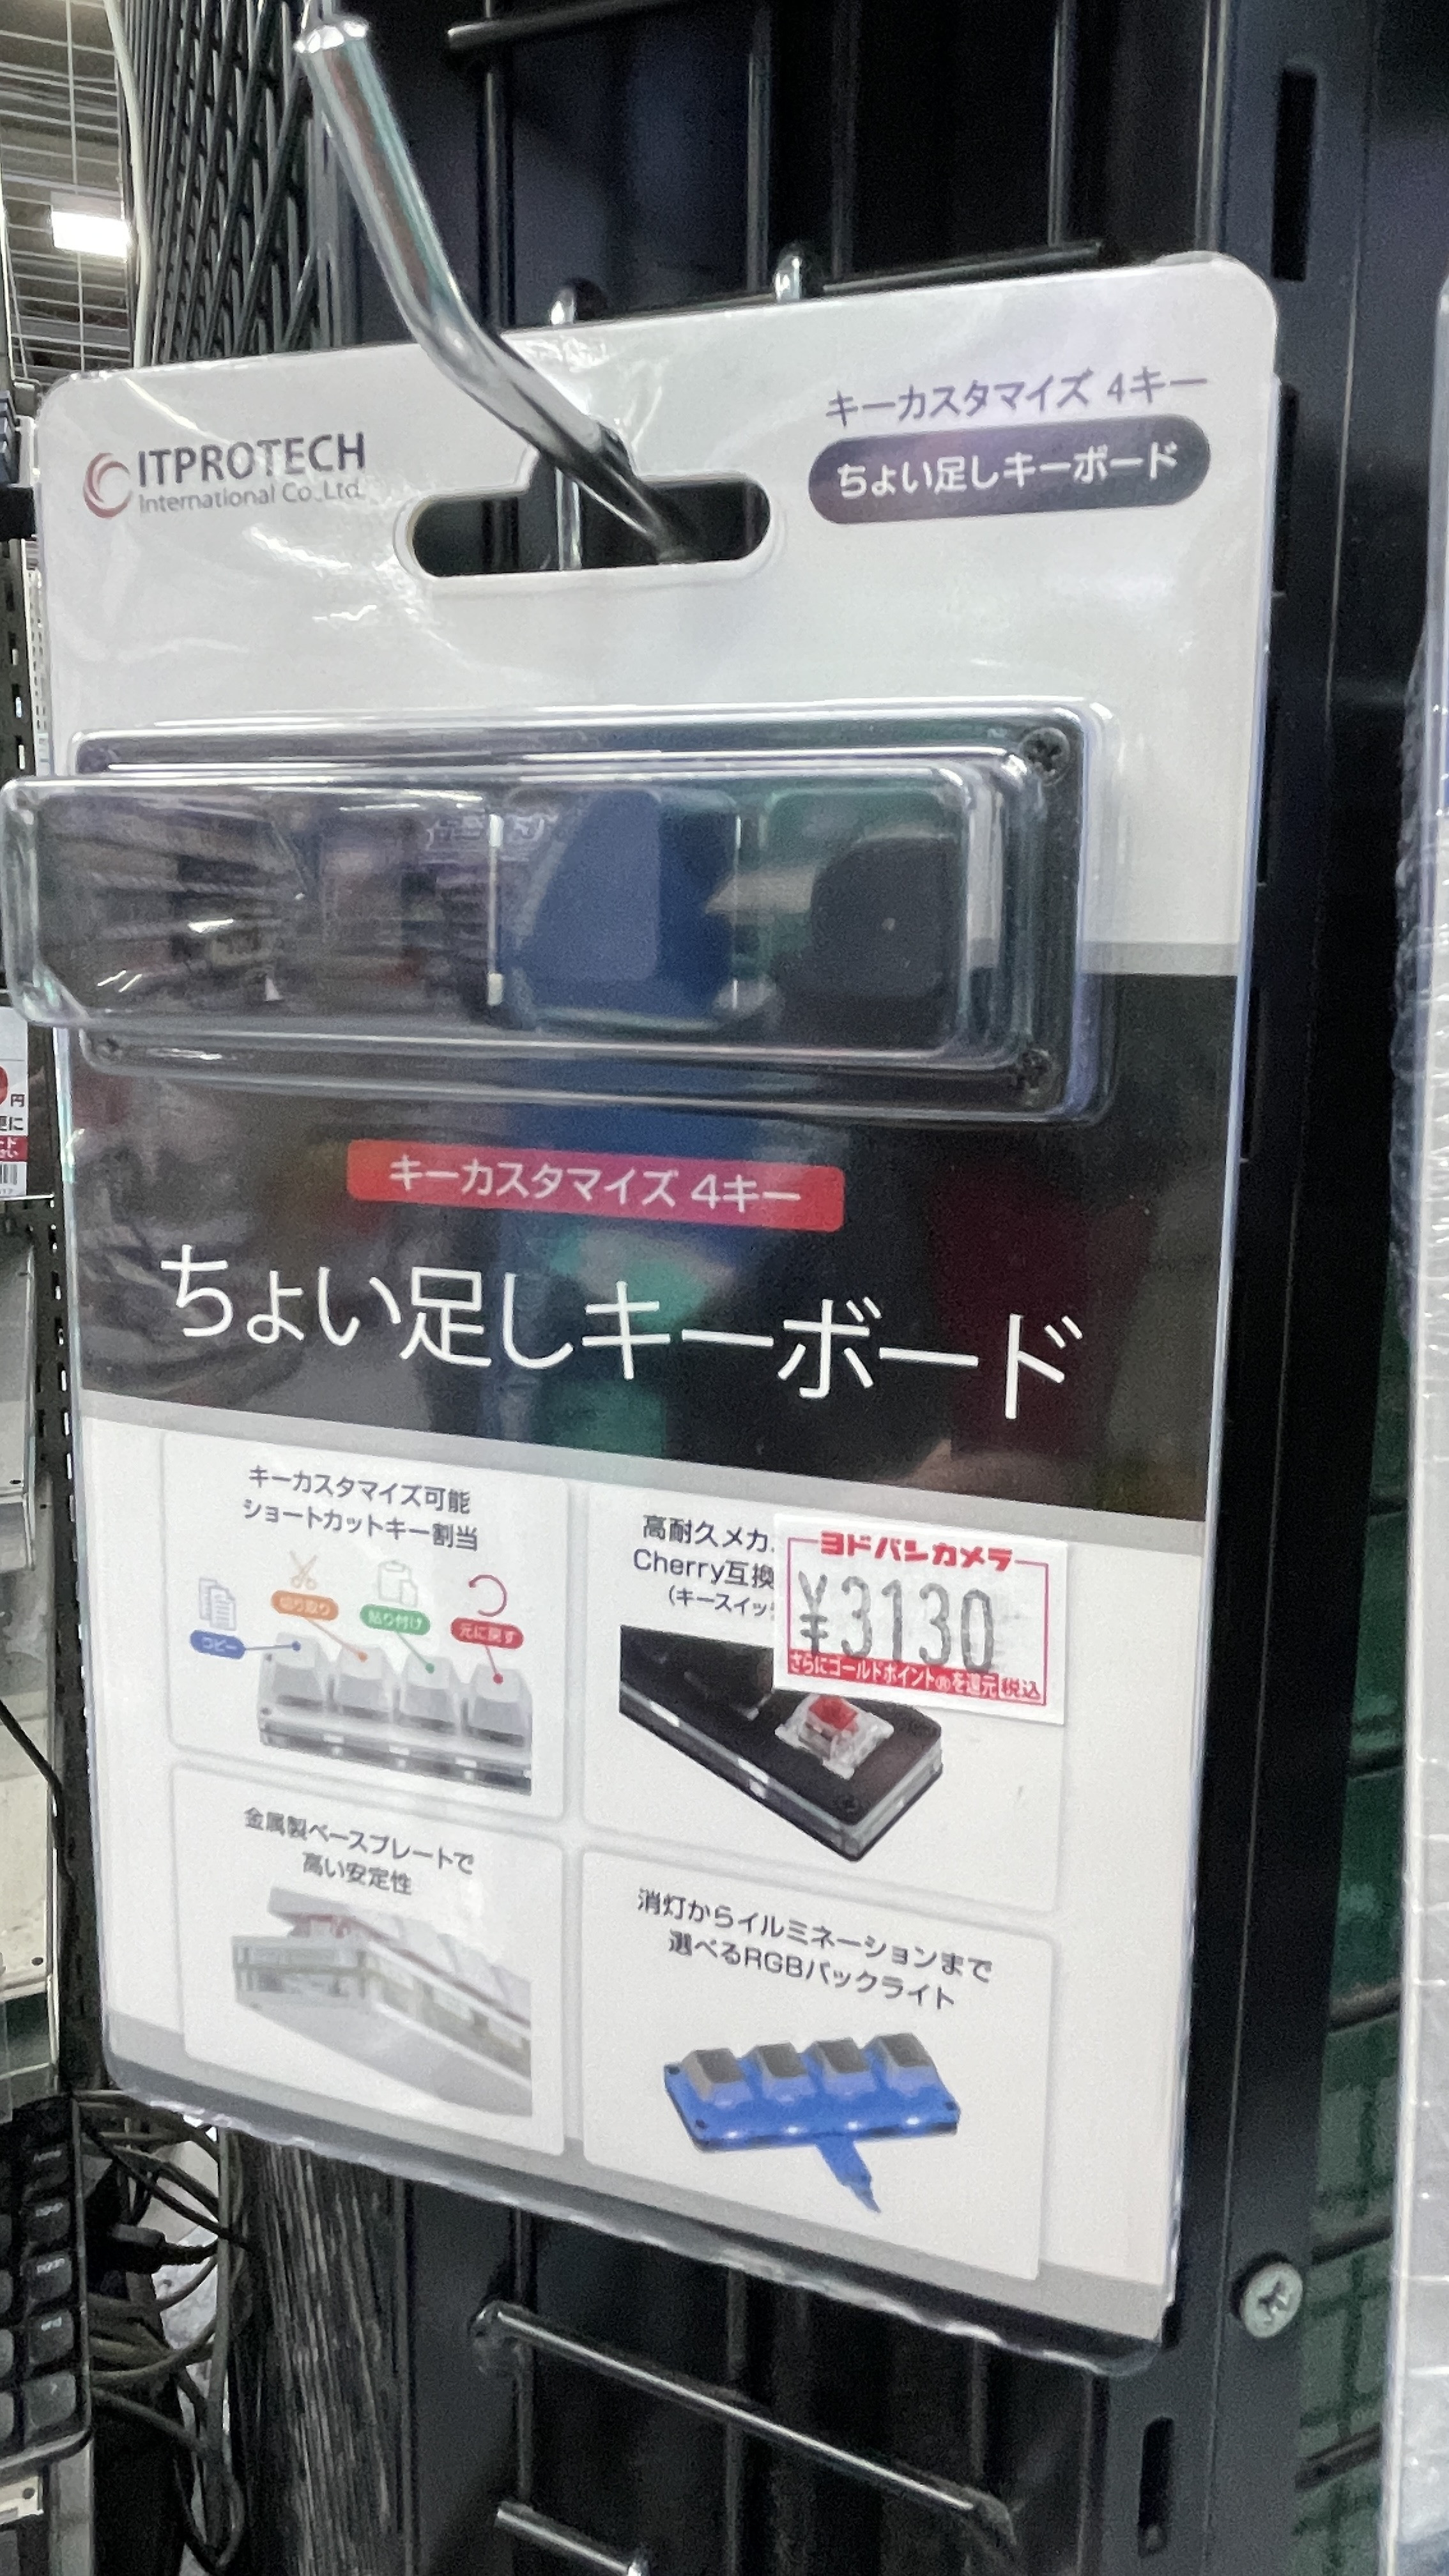 ITPROTECH
International Co.,Ltd.
キーカスタマイズ 4キー
ちょい足しキーボード
キーカスタマイズ 4キー
ちょい足しキーボード
キーカスタマイズ可能
ショートカットキー割当
コピー
切り取り
貼り付け
元に戻す
高耐久メカ
Cherry互換
(キースイッ
ヨドバシカメラ
¥3130
さらにゴールドポイント
を還元 税込
金属製ベースプレートで
高い安定性
消灯からイルミネーションまで
選べるRGBバックライト
円
更に